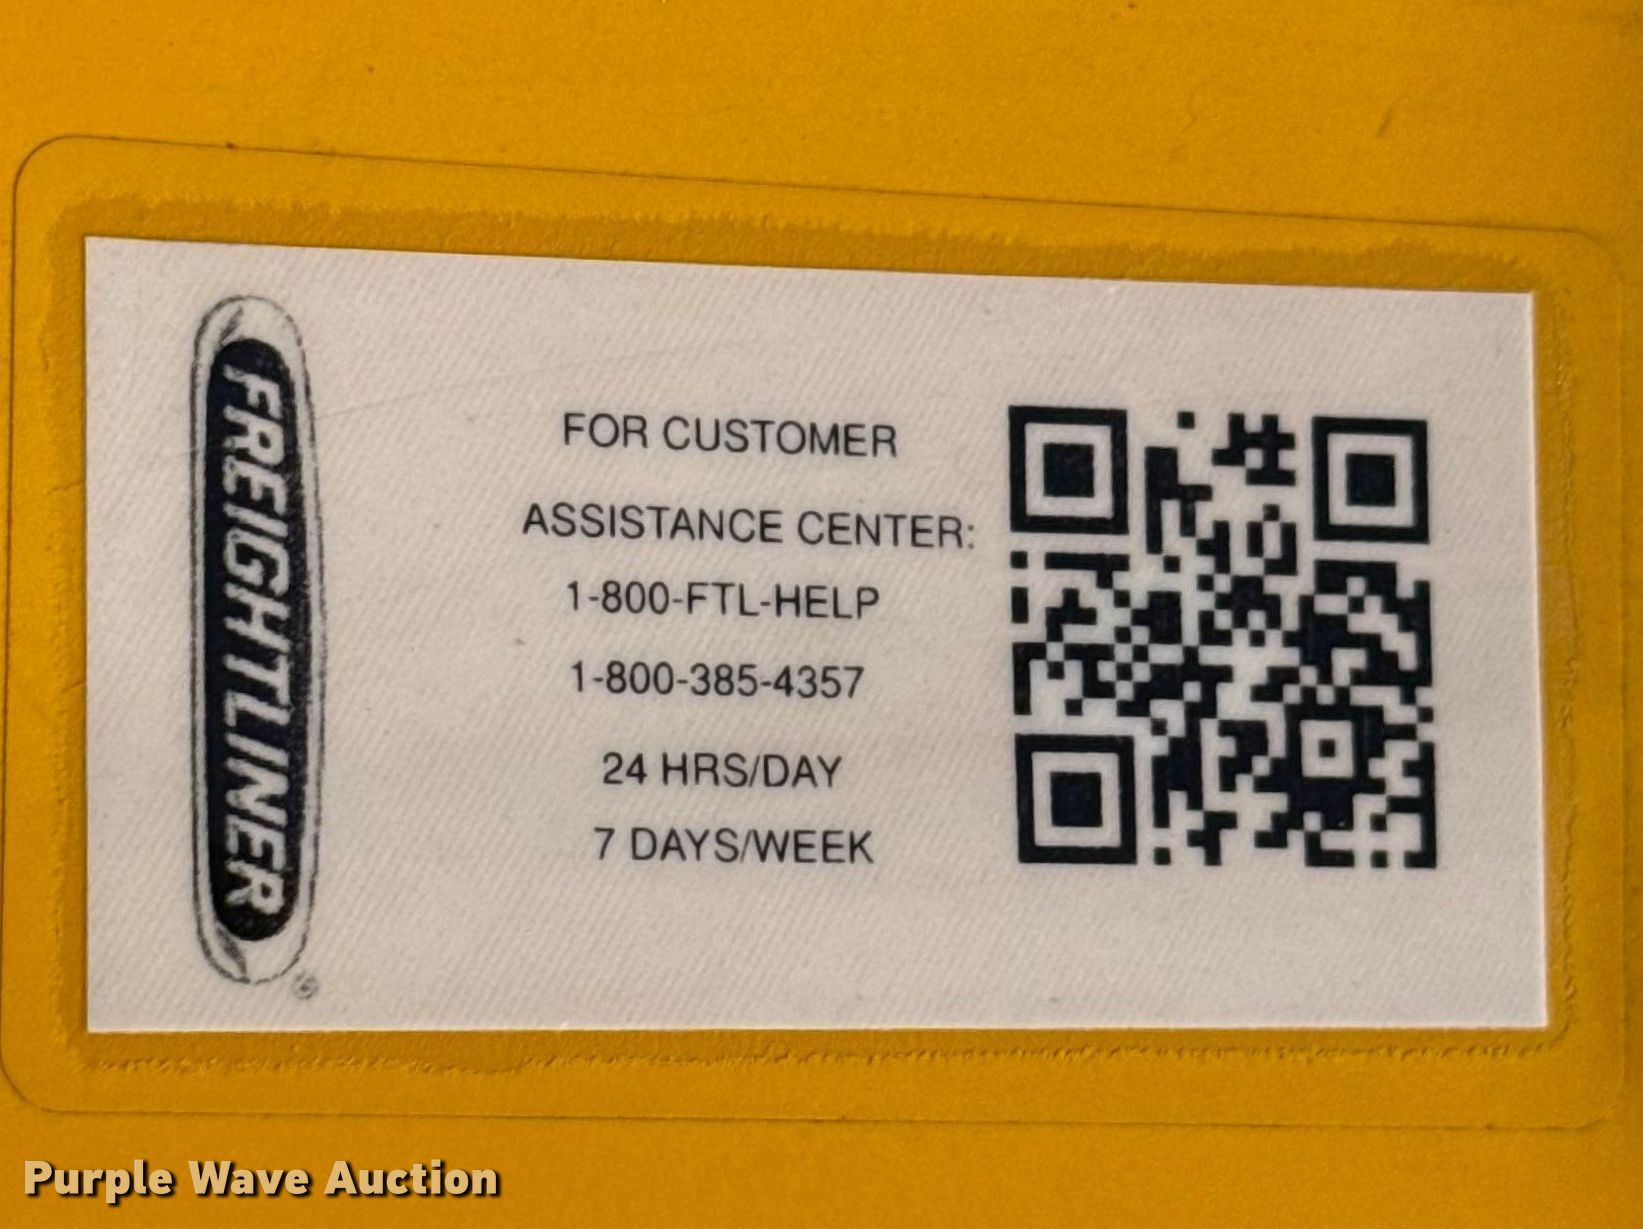 FREIGHTLINER
®
FOR CUSTOMER
ASSISTANCE CENTER:
1-800-FTL-HELP
1-800-385-4357
24 HRS/DAY
7 DAYS/WEEK
Purple Wave Auction